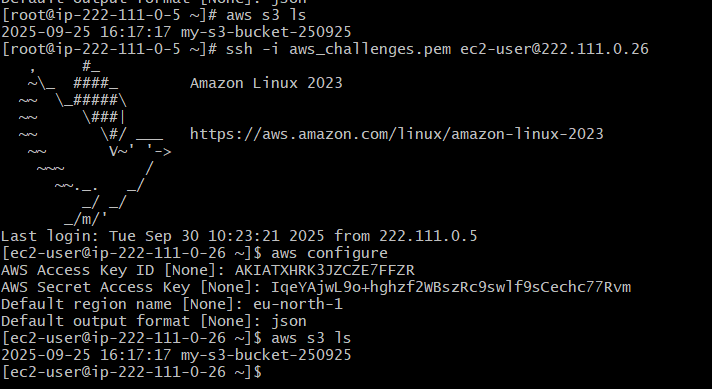 Default output format [None]: json
[root@ip-222-111-0-5 ~]# aws s3 ls
2025-09-25 16:17:17 my-s3-bucket-250925
[root@ip-222-111-0-5 ~]# ssh -i aws_challenges.pem ec2-user@222.111.0.26
   ,     #_
   ~\_  ####_        Amazon Linux 2023
  ~~  \_#####\
  ~~     \###|
  ~~       \#/ ___   https://aws.amazon.com/linux/amazon-linux-2023
   ~~       V~' '->
    ~~~         /
      ~~._.   _/
         _/ _/
       _/m/'
Last login: Tue Sep 30 10:23:21 2025 from 222.111.0.5
[ec2-user@ip-222-111-0-26 ~]$ aws configure
AWS Access Key ID [None]: AKIATXHRK3JZCZE7FFZR
AWS Secret Access Key [None]: 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
Default region name [None]: eu-north-1
Default output format [None]: json
[ec2-user@ip-222-111-0-26 ~]$ aws s3 ls
2025-09-25 16:17:17 my-s3-bucket-250925
[ec2-user@ip-222-111-0-26 ~]$